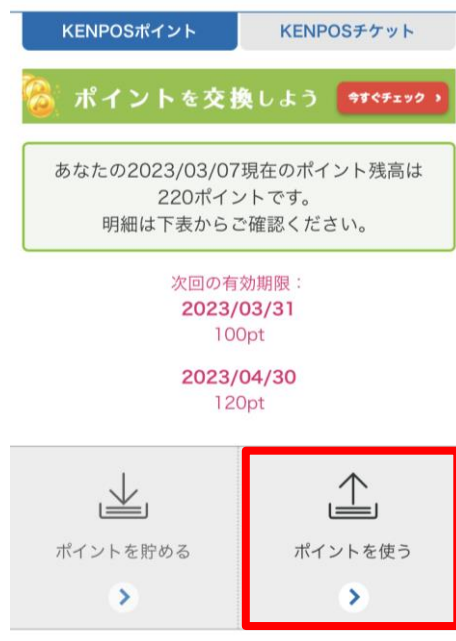 KENPOSポイント KENPOSチケット
ポイントを交換しよう 今すぐチェック
あなたの2023/03/07現在のポイント残高は
220ポイントです。
明細は下表からご確認ください。
次回の有効期限：
2023/03/31
100pt
2023/04/30
120pt
ポイントを貯める ポイントを使う